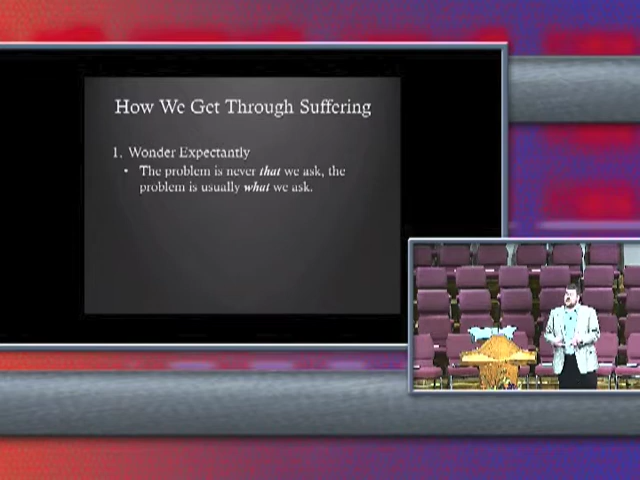 How We Get Through Suffering
1. Wonder Expectantly
• The problem is never that we ask, the
problem is usually what we ask.